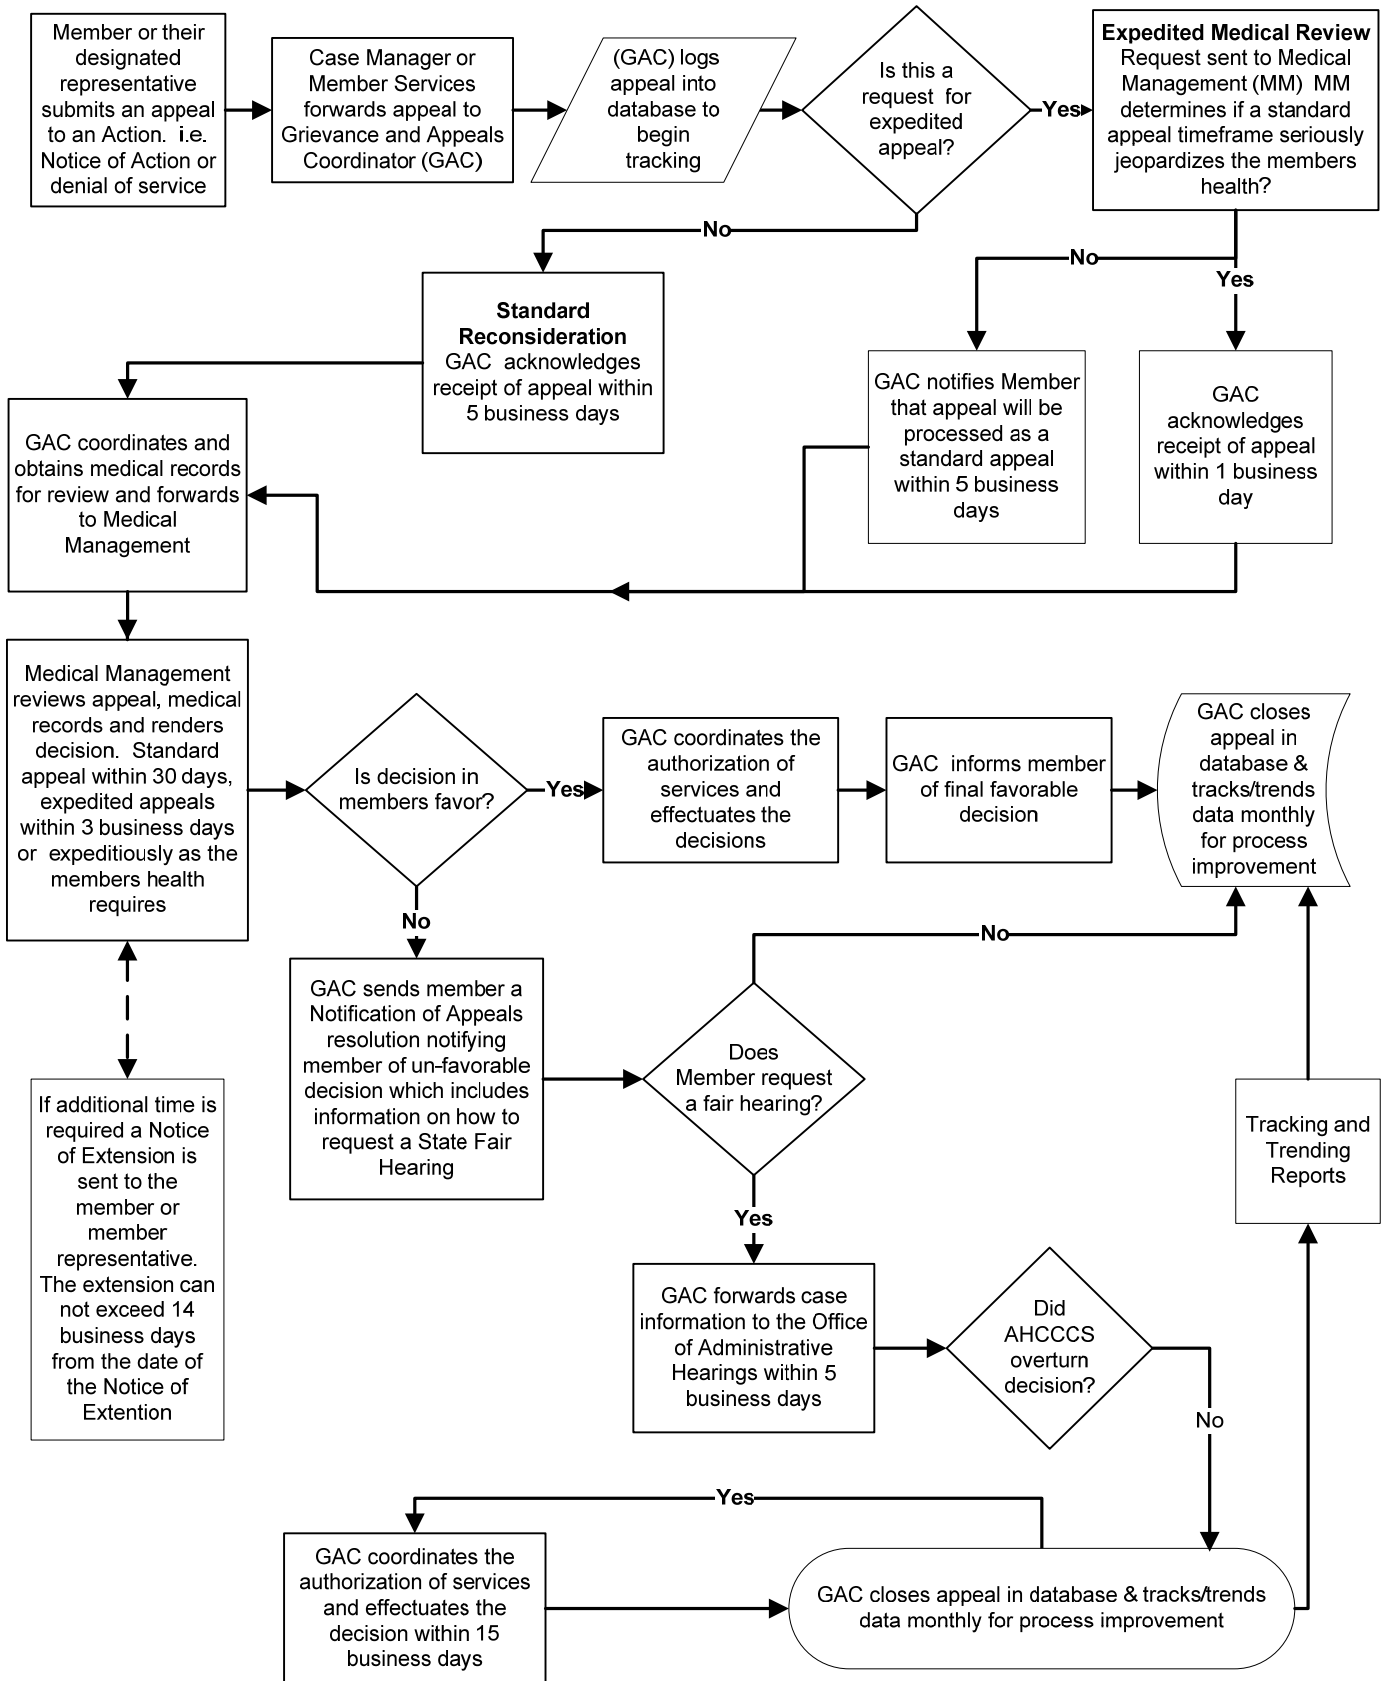 Member or their
designated
representative
submits an appeal
to an Action.  i.e.
Notice of Action or
denial of service
Case Manager or
Member Services
forwards appeal to
Grievance and Appeals
Coordinator (GAC)
(GAC) logs
appeal into
database to
begin
tracking
Is this a
request  for
expedited
appeal?
Yes
Expedited Medical Review
Request sent to Medical
Management (MM)  MM
determines if a standard
appeal timeframe seriously
jeopardizes the members
health?
No
No
Yes
Standard
Reconsideration
GAC  acknowledges
receipt of appeal within
5 business days
GAC notifies Member
that appeal will be
processed as a
standard appeal
within 5 business
days
GAC
acknowledges
receipt of appeal
within 1 business
day
GAC coordinates and
obtains medical records
for review and forwards
to Medical
Management
Medical Management
reviews appeal, medical
records and renders
decision.  Standard
appeal within 30 days,
expedited appeals
within 3 business days
or  expeditiously as the
members health
requires
Is decision in
members favor?
Yes
GAC coordinates the
authorization of
services and
effectuates the
decisions
GAC  informs member
of final favorable
decision
GAC closes
appeal in
database &
tracks/trends
data monthly
for process
improvement
No
No
GAC sends member a
Notification of Appeals
resolution notifying
member of un-favorable
decision which includes
information on how to
request a State Fair
Hearing
Does
Member request
a fair hearing?
If additional time is
required a Notice
of Extension is
sent to the
member or
member
representative.
The extension can
not exceed 14
business days
from the date of
the Notice of
Extention
Tracking and
Trending
Reports
Yes
GAC forwards case
information to the Office
of Administrative
Hearings within 5
business days
Did
AHCCCS
overturn
decision?
No
Yes
GAC coordinates the
authorization of services
and effectuates the
decision within 15
business days
GAC closes appeal in database & tracks/trends
data monthly for process improvement